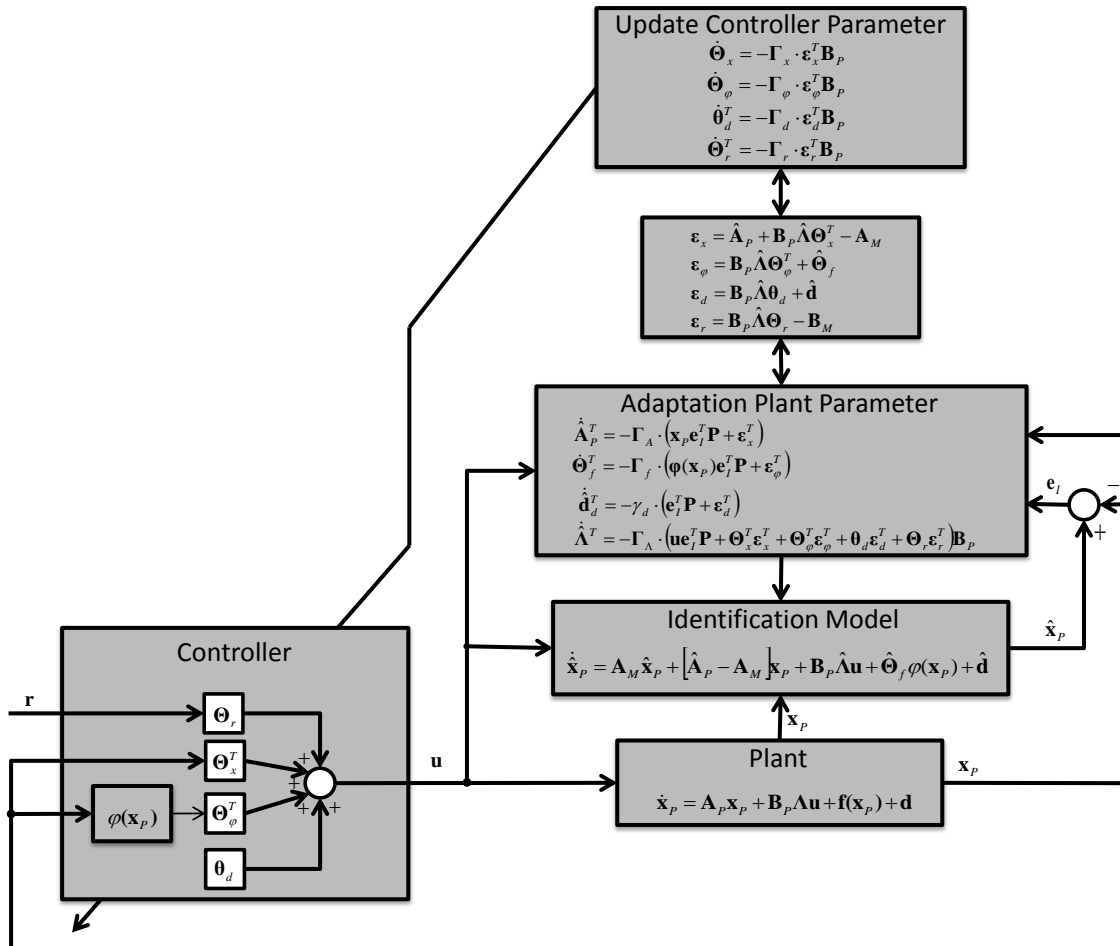 Update Controller Parameter
Θ̇_x = −Γ_x · ε_x^T B_P
Θ̇_φ = −Γ_φ · ε_φ^T B_P
θ̇_d^T = −Γ_d · ε_d^T B_P
Θ̇_r^T = −Γ_r · ε_r^T B_P
ε_x = Â_P + B_P Λ̂Θ_x^T − A_M
ε_φ = B_P Λ̂Θ_φ^T + Θ̂_f
ε_d = B_P Λ̂θ_d + d̂
ε_r = B_P Λ̂Θ_r − B_M
Adaptation Plant Parameter
Â̇_P^T = −Γ_A · (x_P e_I^T P + ε_x^T)
Θ̇_f^T = −Γ_f · (φ(x_P)e_I^T P + ε_φ^T)
d̂̇_d^T = −γ_d · (e_I^T P + ε_d^T)
Λ̂̇^T = −Γ_Λ · (ue_I^T P + Θ_x^T ε_x^T + Θ_φ^T ε_φ^T + θ_d ε_d^T + Θ_r ε_r^T)B_P
e_I
−
+
Identification Model
x̂̇_P = A_M x̂_P + [Â_P − A_M]x_P + B_P Λ̂u + Θ̂_f φ(x_P) + d̂
x̂_P
x_P
Plant
ẋ_P = A_P x_P + B_P Λu + f(x_P) + d
x_P
Controller
r
Θ_r
Θ_x^T
φ(x_P)
Θ_φ^T
θ_d
+
+
+
+
u